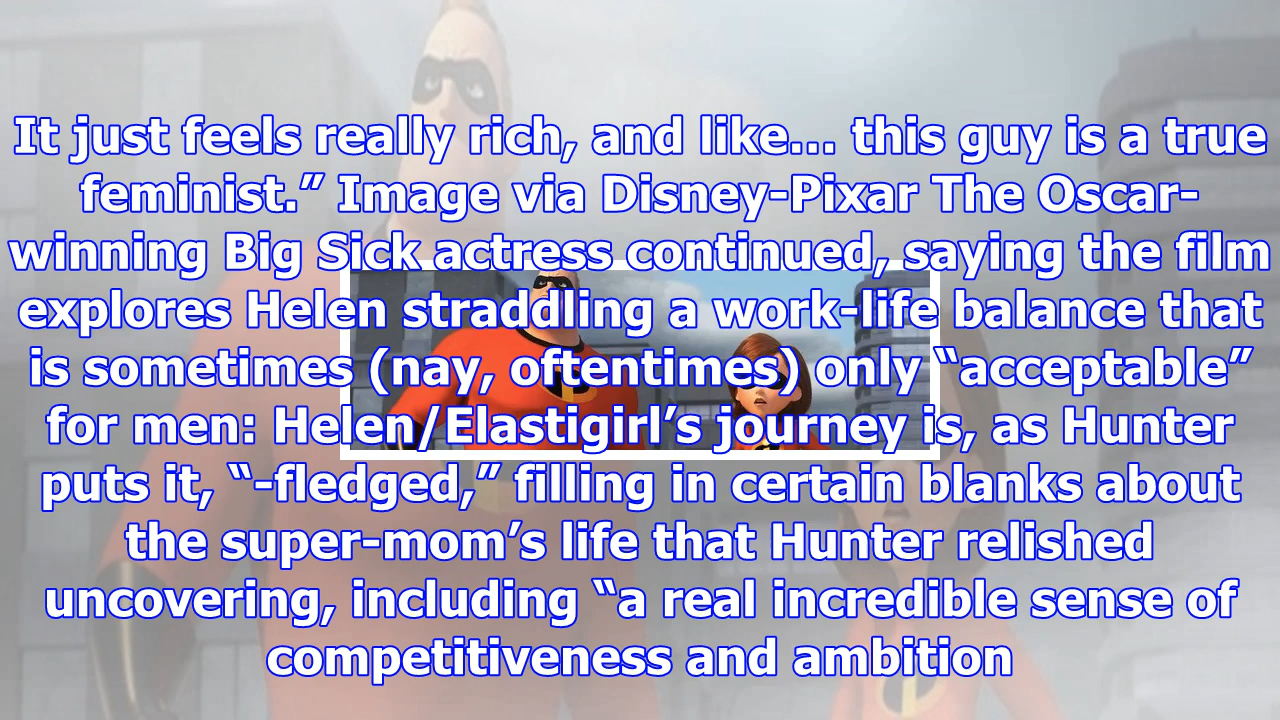 It just feels really rich, and like... this guy is a true
feminist.” Image via Disney-Pixar The Oscar-
winning Big Sick actress continued, saying the film
explores Helen straddling a work-life balance that
is sometimes (nay, oftentimes) only “acceptable”
for men: Helen/Elastigirl’s journey is, as Hunter
puts it, “-fledged,” filling in certain blanks about
the super-mom’s life that Hunter relished
uncovering, including “a real incredible sense of
competitiveness and ambition